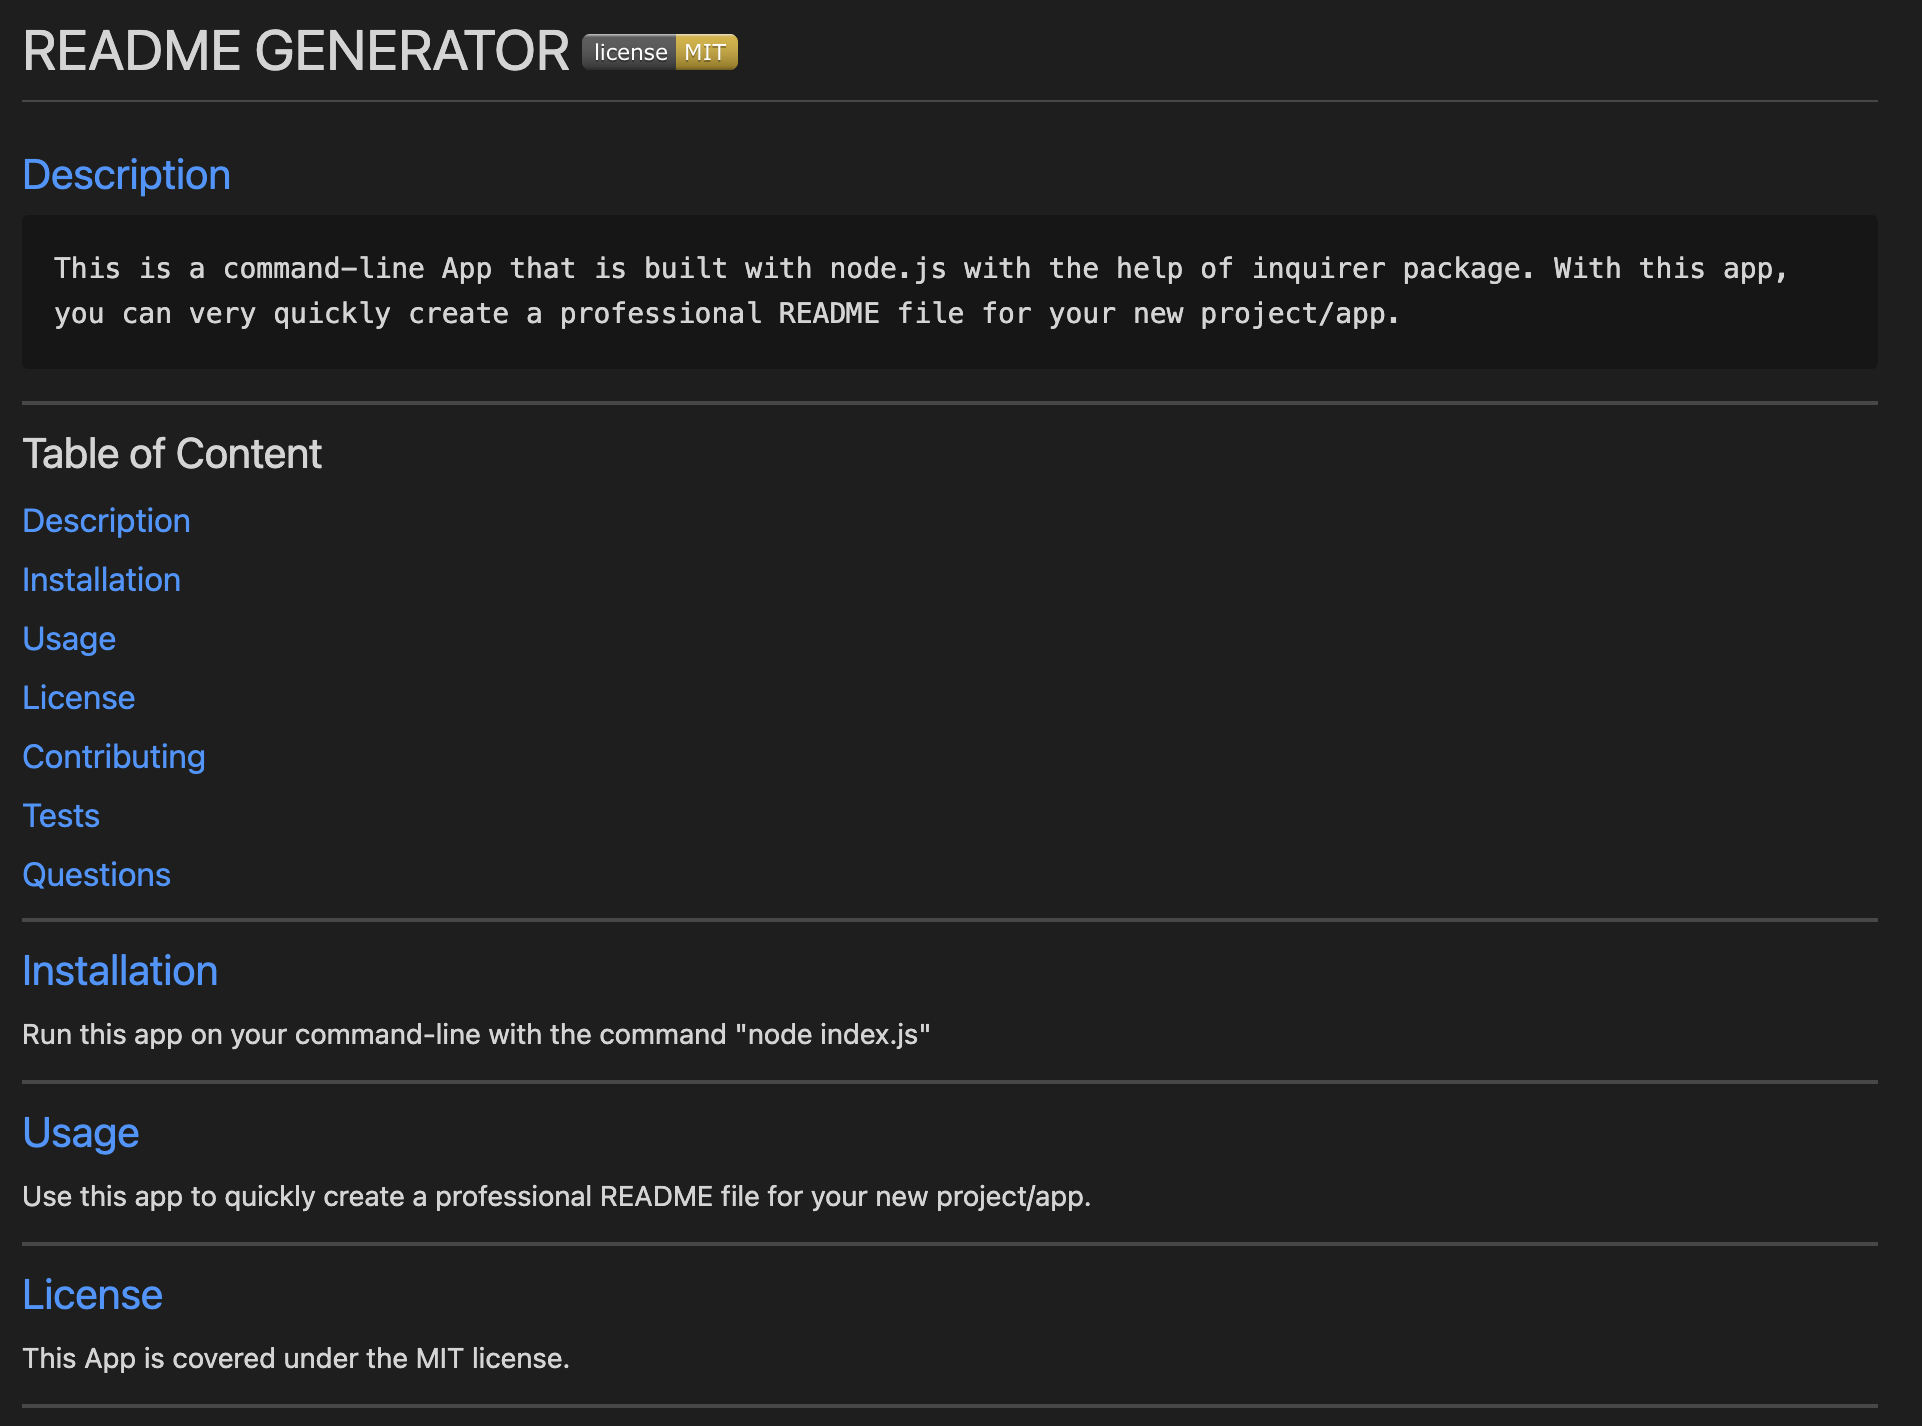 README GENERATOR license MIT
Description
This is a command-line App that is built with node.js with the help of inquirer package. With this app,
you can very quickly create a professional README file for your new project/app.
Table of Content
Description
Installation
Usage
License
Contributing
Tests
Questions
Installation
Run this app on your command-line with the command "node index.js"
Usage
Use this app to quickly create a professional README file for your new project/app.
License
This App is covered under the MIT license.